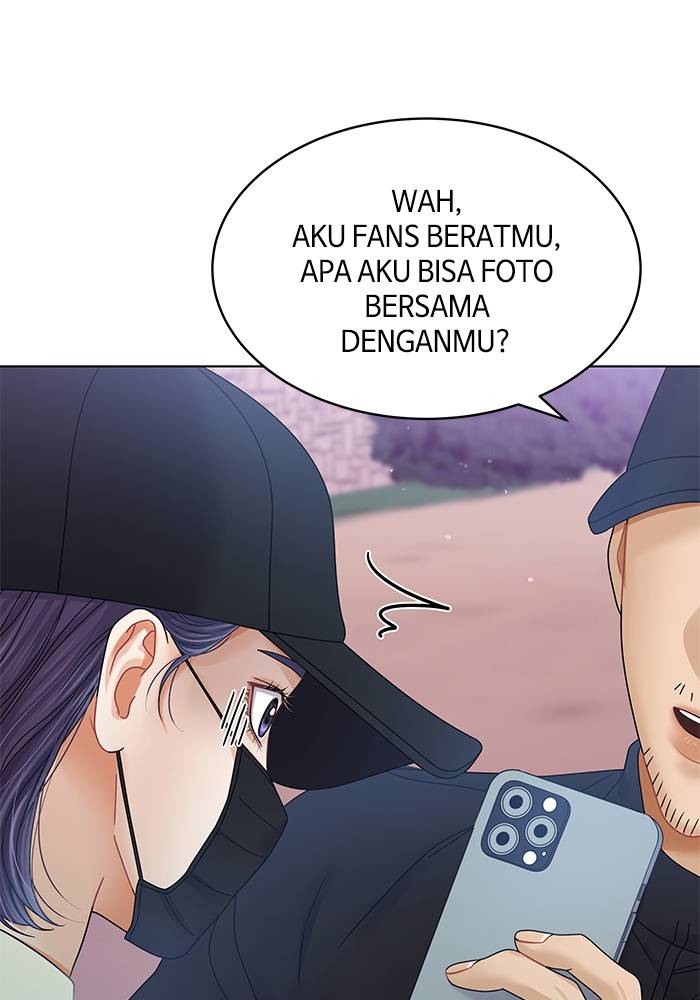 WAH,
AKU FANS BERATMU,
APA AKU BISA FOTO
BERSAMA
DENGANMU?